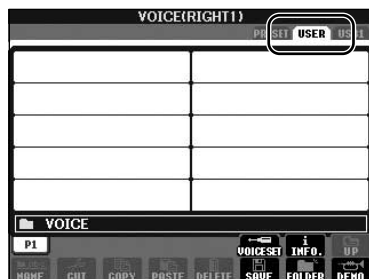 VOICE(RIGHT1)
PRESET USER USB1
VOICE
P1
VOICESET INFO. UP
NAME CUT COPY PASTE DELETE SAVE FOLDER DEMO